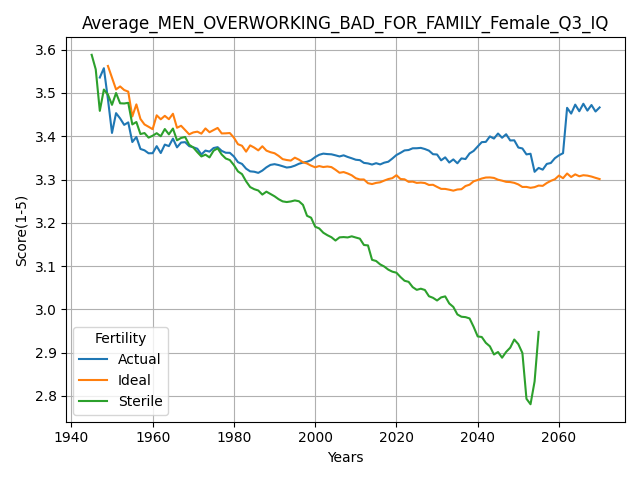 Average_MEN_OVERWORKING_BAD_FOR_FAMILY_Female_Q3_IQ
Score(1-5)
3.6
3.5
3.4
3.3
3.2
3.1
3.0
2.9
2.8
Fertility
Actual
Ideal
Sterile
1940 1960 1980 2000 2020 2040 2060
Years